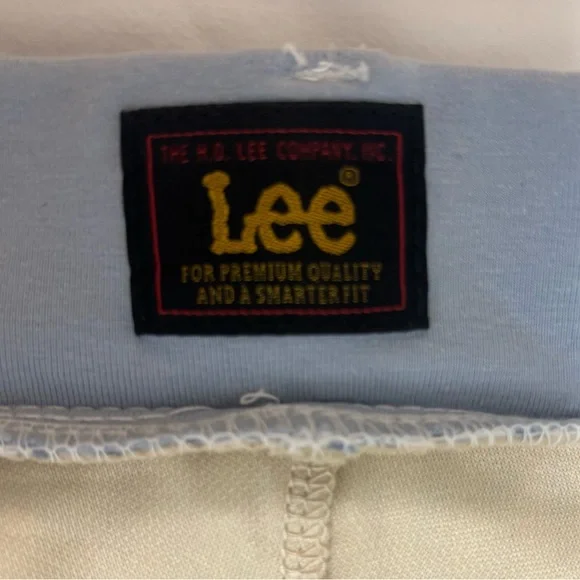 THE H.D. LEE COMPANY, INC.
Lee®
FOR PREMIUM QUALITY
AND A SMARTER FIT